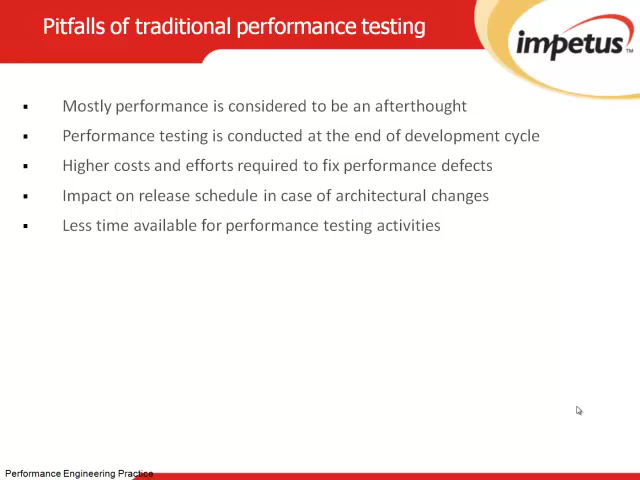 Pitfalls of traditional performance testing
impetus™
▪ Mostly performance is considered to be an afterthought
▪ Performance testing is conducted at the end of development cycle
▪ Higher costs and efforts required to fix performance defects
▪ Impact on release schedule in case of architectural changes
▪ Less time available for performance testing activities
Performance Engineering Practice